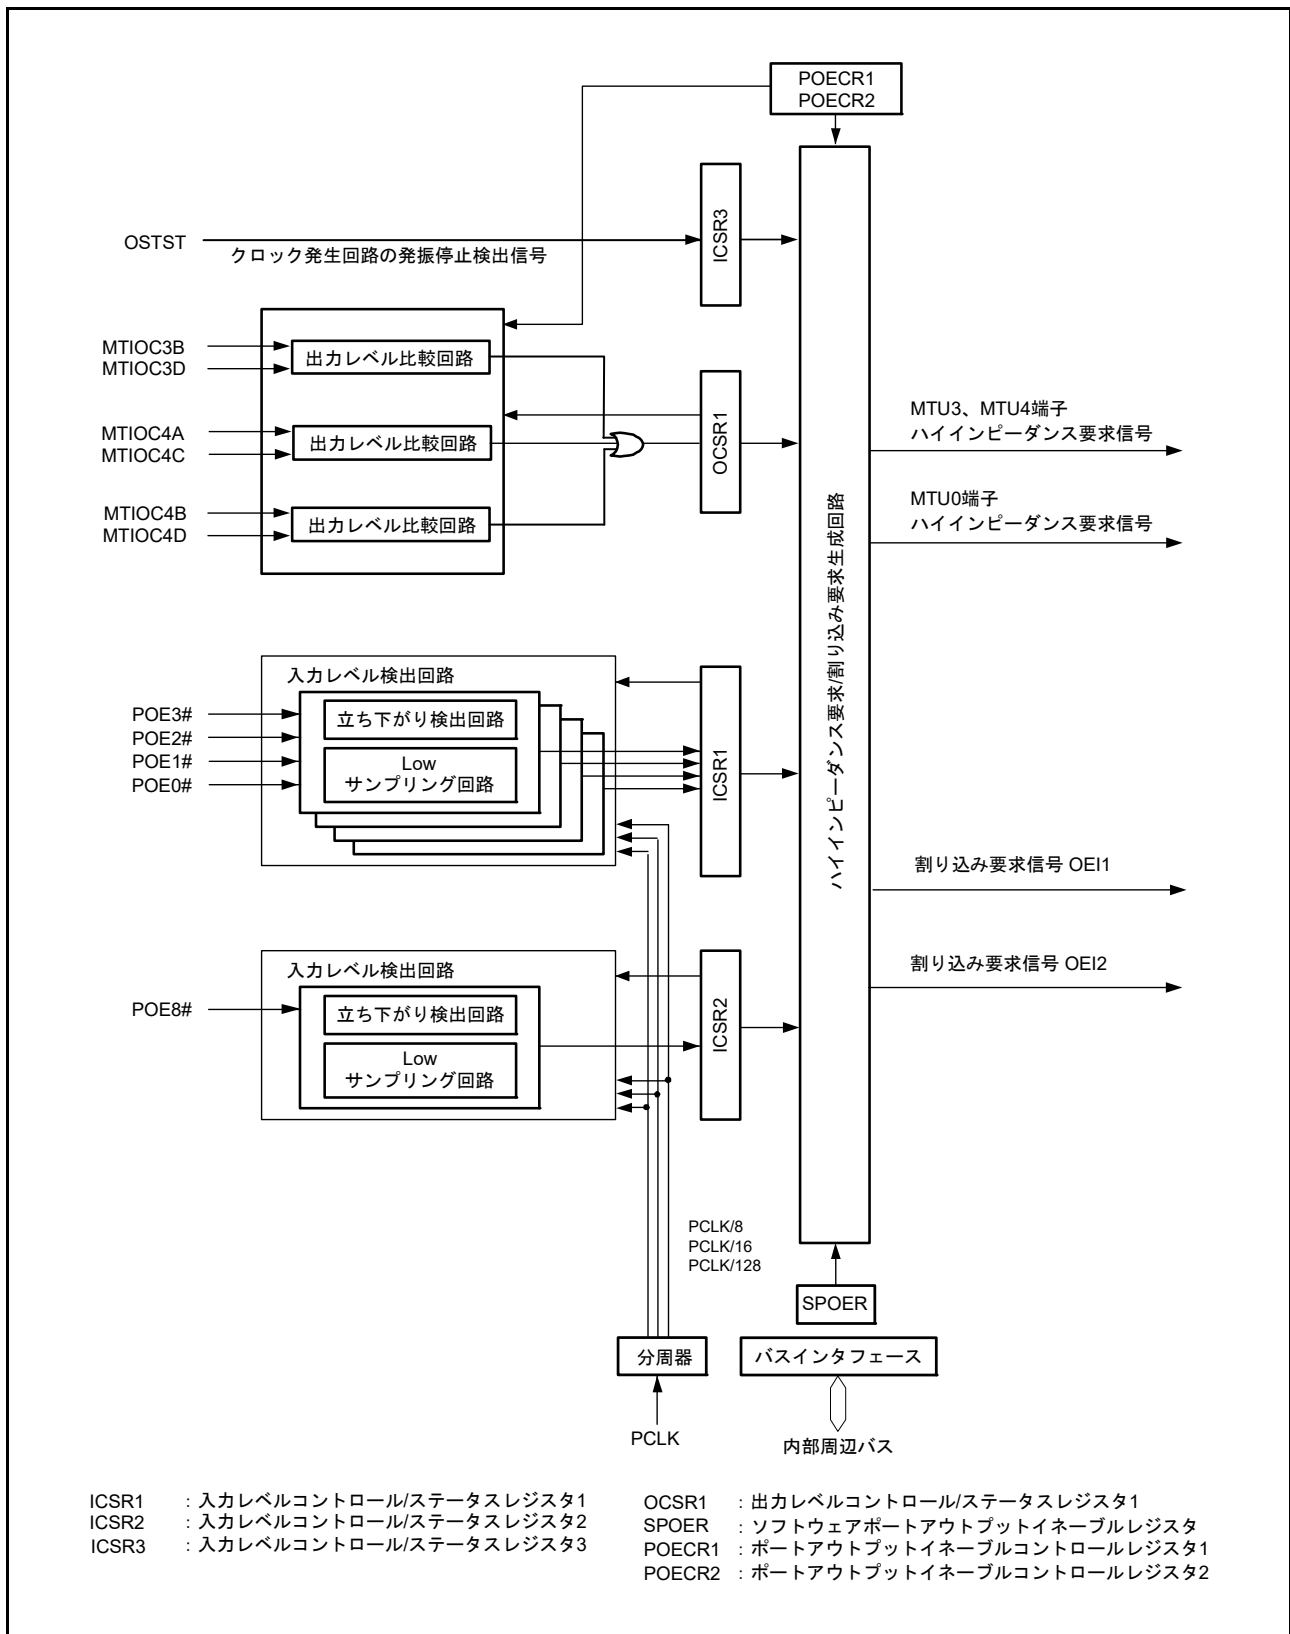 POECR1
POECR2
ICSR3
OSTST
クロック発生回路の発振停止検出信号
MTIOC3B
MTIOC3D
出力レベル比較回路
MTIOC4A
MTIOC4C
出力レベル比較回路
MTIOC4B
MTIOC4D
出力レベル比較回路
OCSR1
ハイインピーダンス要求/割り込み要求生成回路
MTU3、MTU4端子
ハイインピーダンス要求信号
MTU0端子
ハイインピーダンス要求信号
入力レベル検出回路
POE3#
POE2#
POE1#
POE0#
立ち下がり検出回路
Low
サンプリング回路
ICSR1
割り込み要求信号 OEI1
割り込み要求信号 OEI2
入力レベル検出回路
POE8#
立ち下がり検出回路
Low
サンプリング回路
ICSR2
PCLK/8
PCLK/16
PCLK/128
SPOER
分周器
バスインタフェース
PCLK
内部周辺バス
ICSR1 : 入力レベルコントロール/ステータスレジスタ1
ICSR2 : 入力レベルコントロール/ステータスレジスタ2
ICSR3 : 入力レベルコントロール/ステータスレジスタ3
OCSR1 : 出力レベルコントロール/ステータスレジスタ1
SPOER : ソフトウェアポートアウトプットイネーブルレジスタ
POECR1 : ポートアウトプットイネーブルコントロールレジスタ1
POECR2 : ポートアウトプットイネーブルコントロールレジスタ2